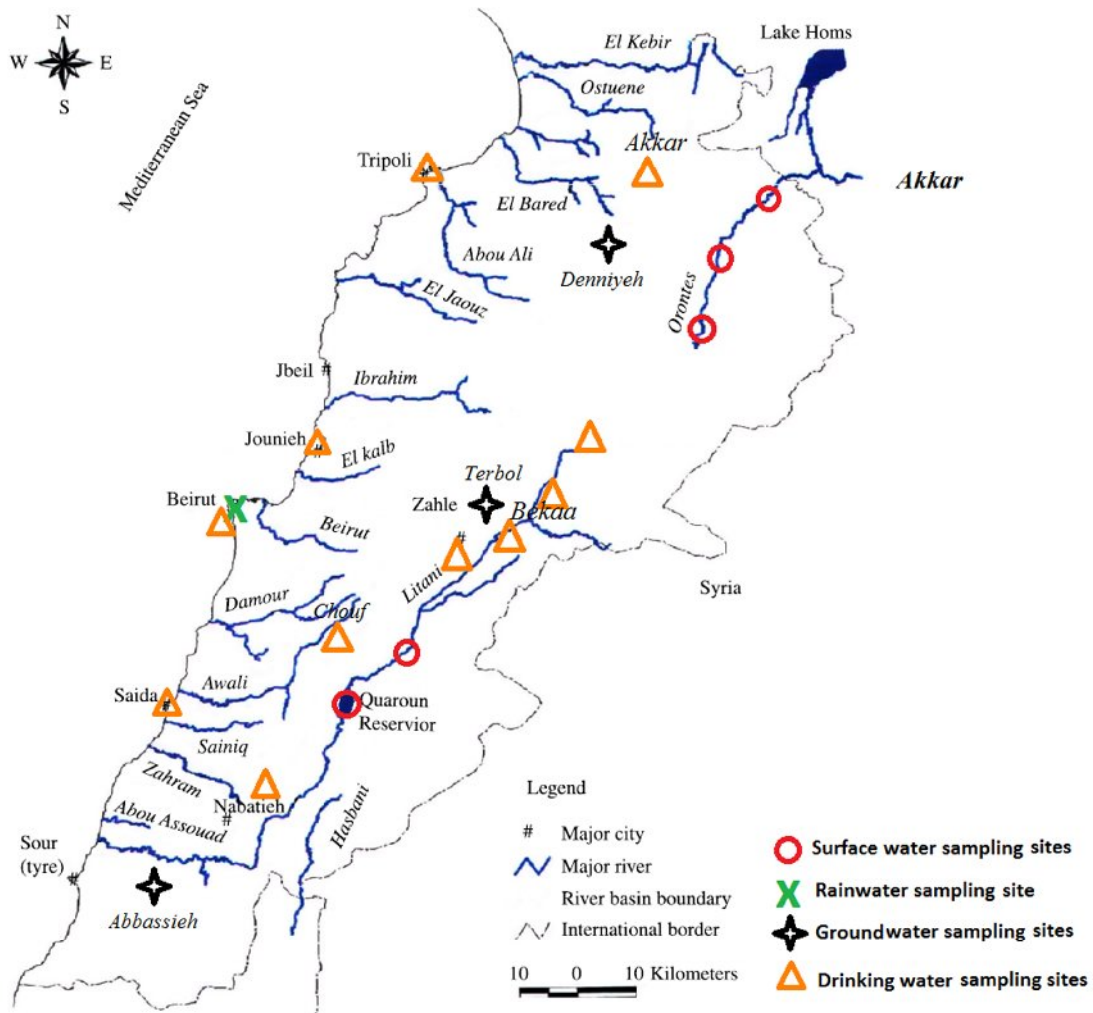 N
W E
S
Mediterranean Sea
El Kebir
Lake Homs
Ostuene
Akkar
Tripoli
Akkar
El Bared
Abou Ali
Denniyeh
El Jaouz
Orontes
Jbeil
#
Ibrahim
Jounieh
#
El kalb
Terbol
Beirut
X
Zahle
Bekaa
#
Beirut
Litani
Syria
Damour
Chouf
Saida
Awali
Quaroun
Reservior
Sainiq
Zahram
Nabatieh
#
Hasbani
Abou Assouad
Sour
(tyre)
#
Abbassieh
Legend
# Major city
Major river
River basin boundary
International border
10 0 10 Kilometers
Surface water sampling sites
X Rainwater sampling site
Ground water sampling sites
Drinking water sampling sites